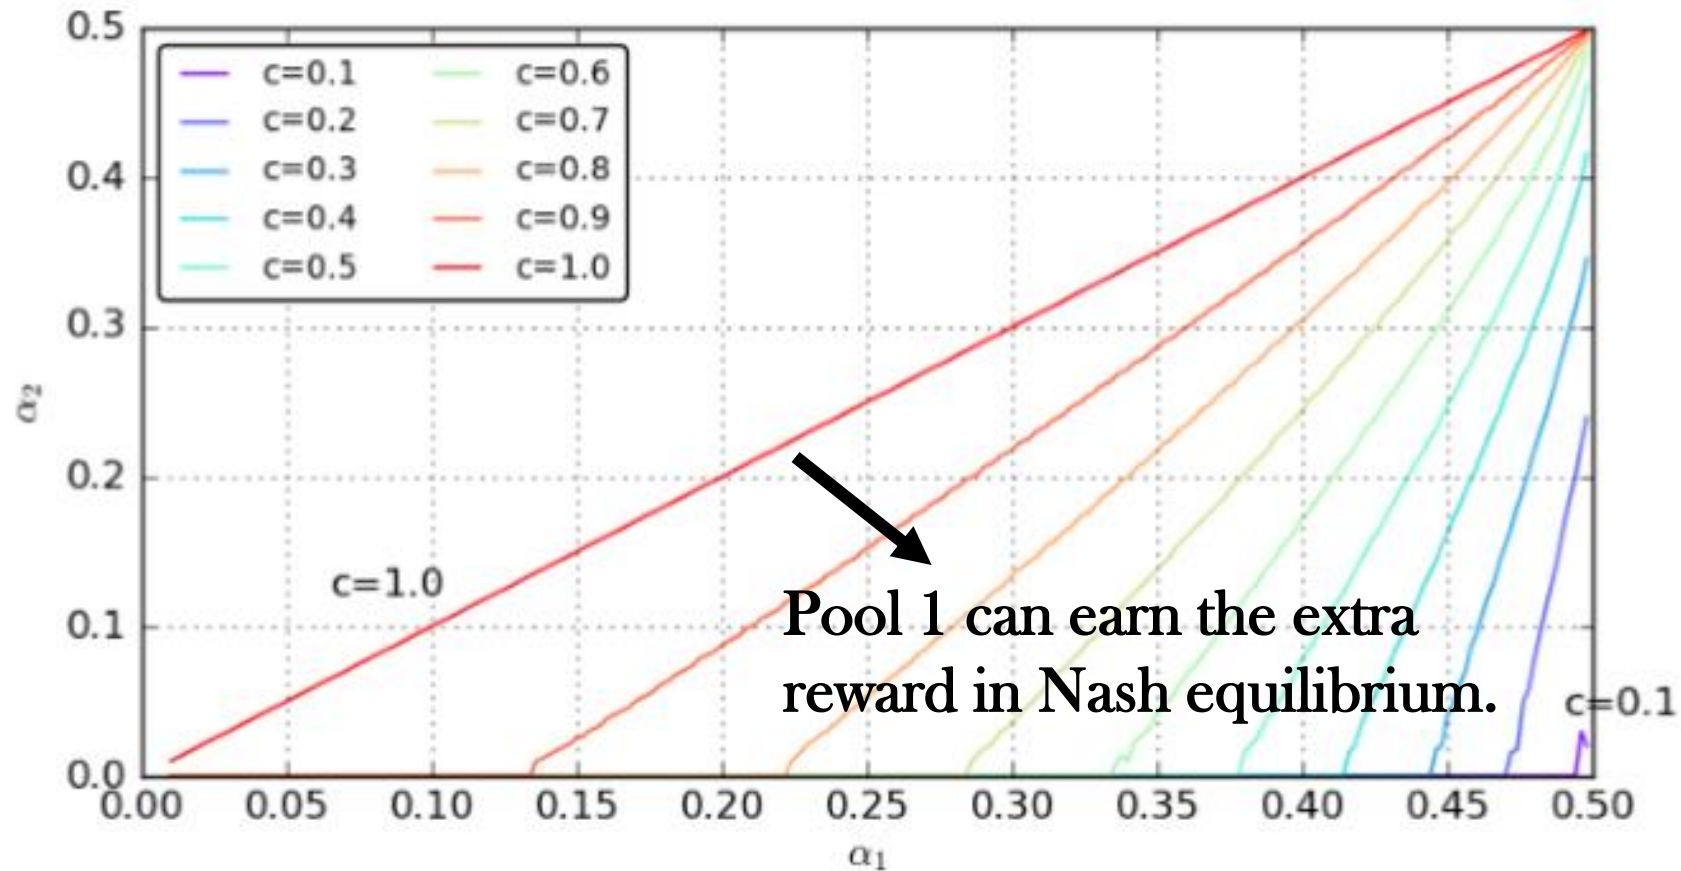 0.5
0.4
0.3
0.2
0.1
0.0
α₂
c=0.1
c=0.2
c=0.3
c=0.4
c=0.5
c=0.6
c=0.7
c=0.8
c=0.9
c=1.0
c=1.0
Pool 1 can earn the extra
reward in Nash equilibrium.
c=0.1
0.00 0.05 0.10 0.15 0.20 0.25 0.30 0.35 0.40 0.45 0.50
α₁